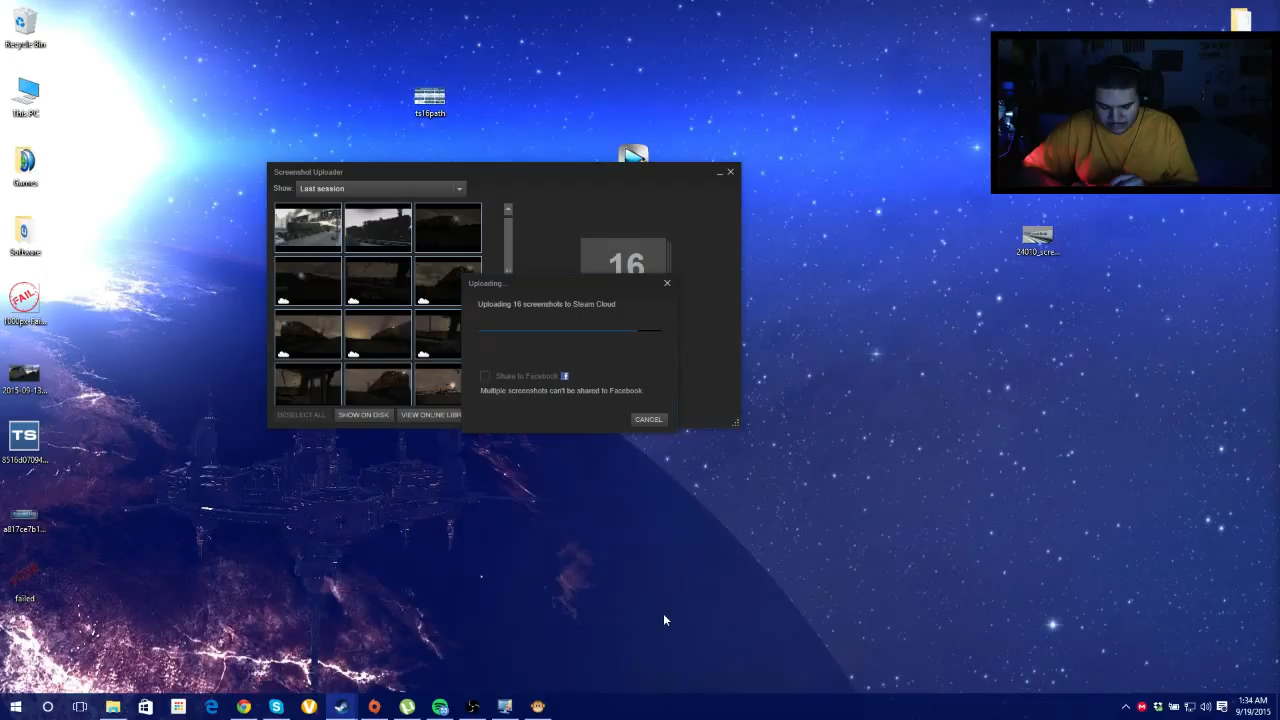 Recycle Bin
This PC
Games
Software
FAIL
1000px-Fai...
2015-09-13...
TS
8516d07094...
a817ce7b1...
failed
ts16path
24010_scre...
Screenshot Uploader
Show:
Last session
16
Uploading...
Uploading 16 screenshots to Steam Cloud
Share to Facebook
Multiple screenshots can't be shared to Facebook.
CANCEL
DESELECT ALL
SHOW ON DISK
VIEW ONLINE LIBR
1:34 AM
9/19/2015